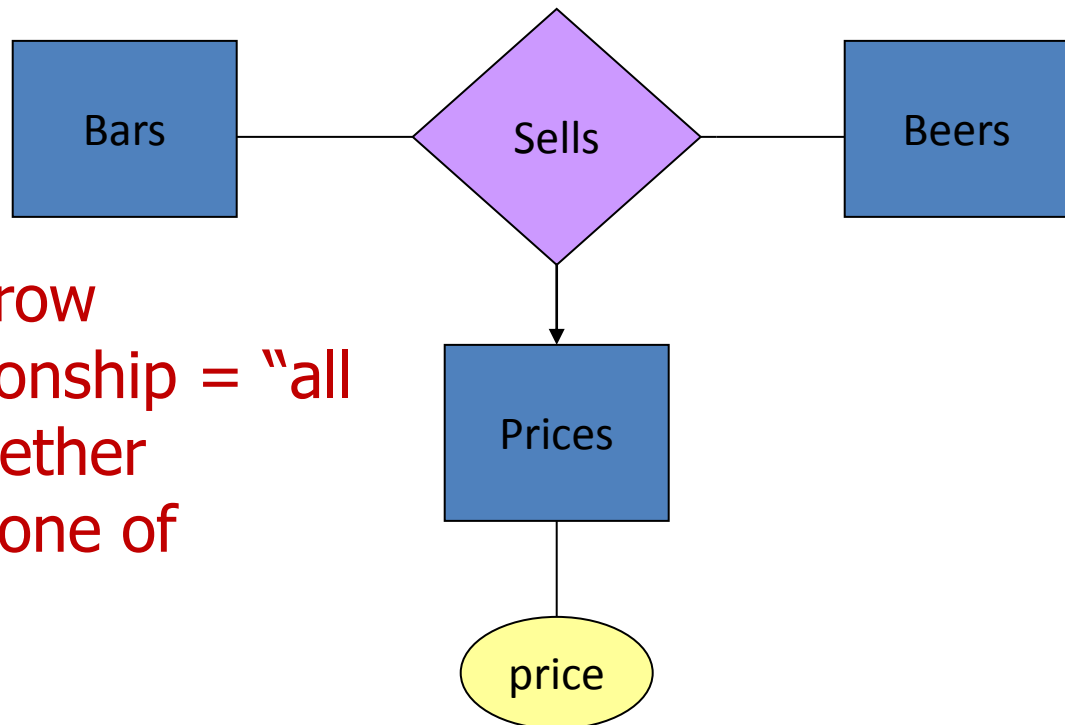 Bars
Sells
Beers
row
onship = “all
ether
one of
Prices
price